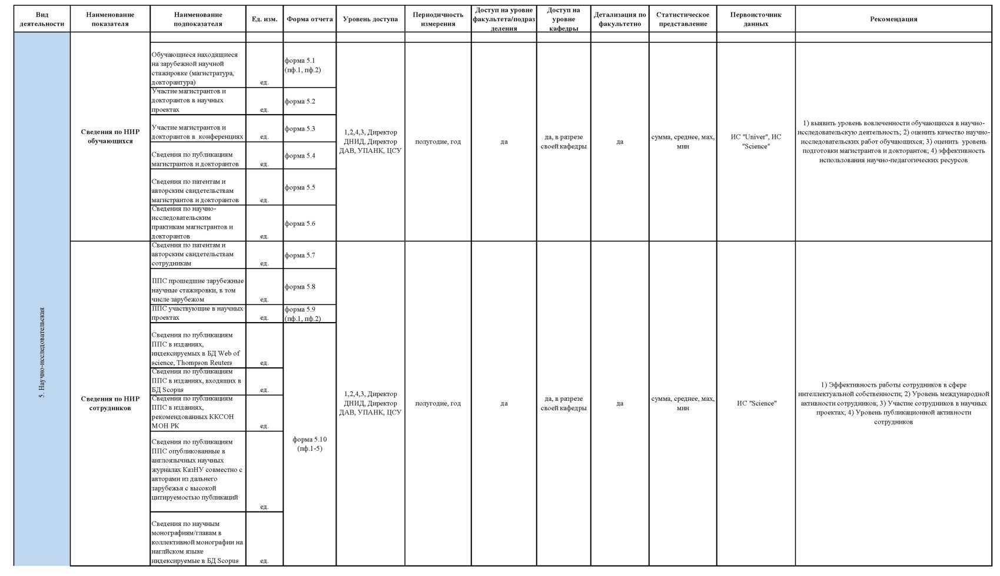 Вид
деятельности
Наименование
показателя
Наименование
подпоказателя
Ед. изм.
Форма отчета
Уровень доступа
Периодичность
измерения
Доступ на уровне
факультета/подраз
деления
Доступ на
уровне
кафедры
Детализация по
факультетно
Статистическое
представление
Первоисточник
данных
Рекомендация
5. Научно-исследовательская
Сведения по НИР
обучающихся
Обучающиеся находящиеся
на зарубежной научной
стажировке (магистратура,
докторантура)
ед.
форма 5.1
(пф.1, пф.2)
Участие магистрантов и
докторантов в научных
проектах
ед.
форма 5.2
Участие магистрантов и
докторантов в конференциях
ед.
форма 5.3
Сведения по публикациям
магистрантов и докторантов
ед.
форма 5.4
Сведения по патентам и
авторским свидетельствам
магистрантов и докторантов
ед.
форма 5.5
Сведения по научно-
исследовательским
практикам магистрантов и
докторантов
ед.
форма 5.6
1,2,4,3, Директор
ДНИД, Директор
ДАВ, УПАНК, ЦСУ
полугодие, год
да
да, в разрезе
своей кафедры
да
сумма, среднее, мах,
мин
ИС "Univer", ИС
"Science"
1) выявить уровень вовлеченности обучающихся в научно-
исследовательскую деятельность; 2) оценить качество научно-
исследовательских работ обучающихся; 3) оценить уровень
подготовки магистрантов и докторантов; 4) эффективность
использования научно-педагогических ресурсов
Сведения по НИР
сотрудников
Сведения по патентам и
авторским свидетельствам
сотрудникам
ед.
форма 5.7
ППС прошедшие зарубежные
научные стажировки, в том
числе зарубежом
ед.
форма 5.8
ППС участвующие в научных
проектах
ед.
форма 5.9
(пф.1, пф.2)
Сведения по публикациям
ППС в изданиях,
индексируемых в БД Web of
science, Thompson Reuters
ед.
Сведения по публикациям
ППС в изданиях, входящих в
БД Scopus
ед.
Сведения по публикациям
ППС в изданиях,
рекомендованных ККСОН
МОН РК
ед.
Сведения по публикациям
ППС опубликованные в
англоязычных научных
журналах КазНУ совместно с
авторами из дальнего
зарубежья с высокой
цитируемостью публикаций
ед.
Сведения по научным
монографиям/главам в
коллективной монографии на
наглйском языке
индексируемые в БД Scopus
ед.
форма 5.10
(пф.1-5)
1,2,4,3, Директор
ДНИД, Директор
ДАВ, УПАНК, ЦСУ
полугодие, год
да
да, в разрезе
своей кафедры
да
сумма, среднее, мах,
мин
ИС "Science"
1) Эффективность работы сотрудников в сфере
интеллектуальной собственности; 2) Уровень международной
активности сотрудников; 3) Участие сотрудников в научных
проектах; 4) Уровень публикационной активности
сотрудников